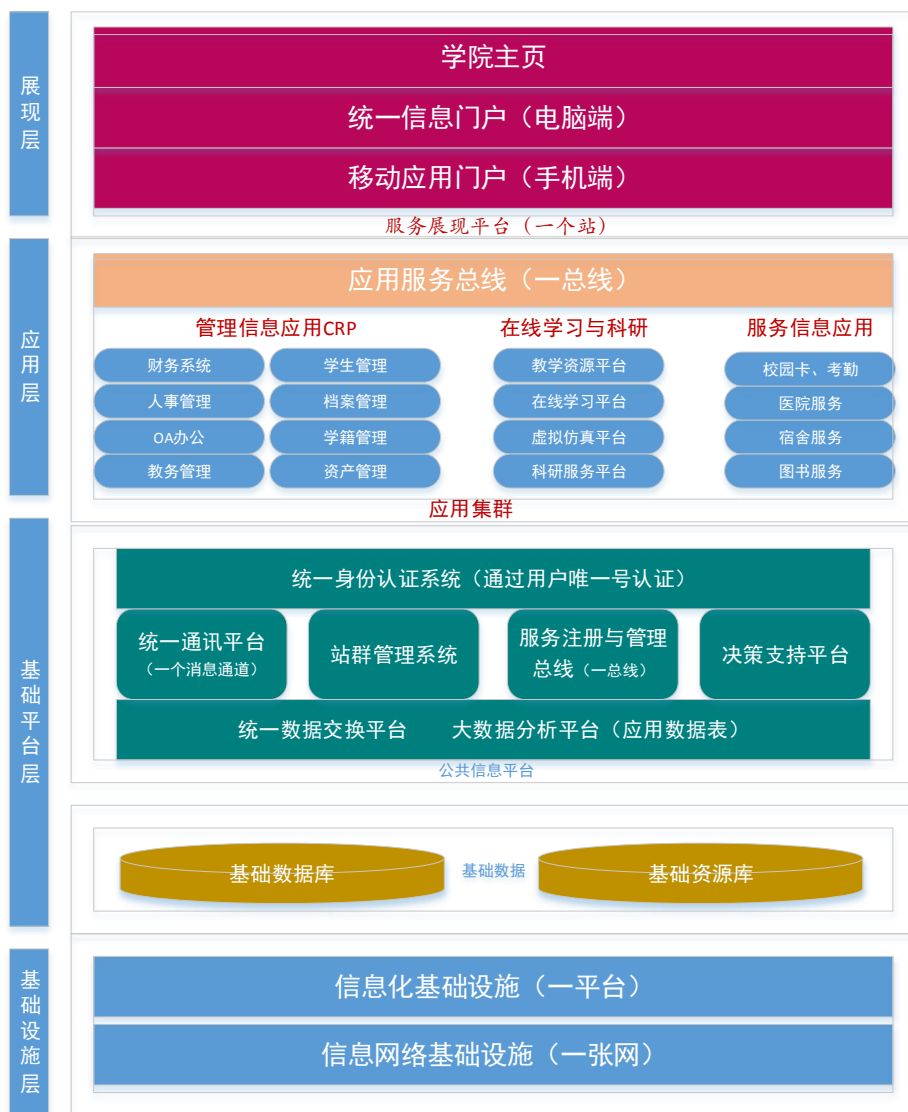 展现层
学院主页
统一信息门户（电脑端）
移动应用门户（手机端）
服务展现平台（一个站）
应用层
应用服务总线（一总线）
管理信息应用CRP
在线学习与科研
服务信息应用
财务系统
学生管理
教学资源平台
校园卡、考勤
人事管理
档案管理
在线学习平台
医院服务
OA办公
学籍管理
虚拟仿真平台
宿舍服务
教务管理
资产管理
科研服务平台
图书服务
应用集群
基础平台层
统一身份认证系统（通过用户唯一号认证）
统一通讯平台
（一个消息通道）
站群管理系统
服务注册与管理
总线（一总线）
决策支持平台
统一数据交换平台 大数据分析平台（应用数据表）
公共信息平台
基础数据库
基础数据
基础资源库
基础设施层
信息化基础设施（一平台）
信息网络基础设施（一张网）